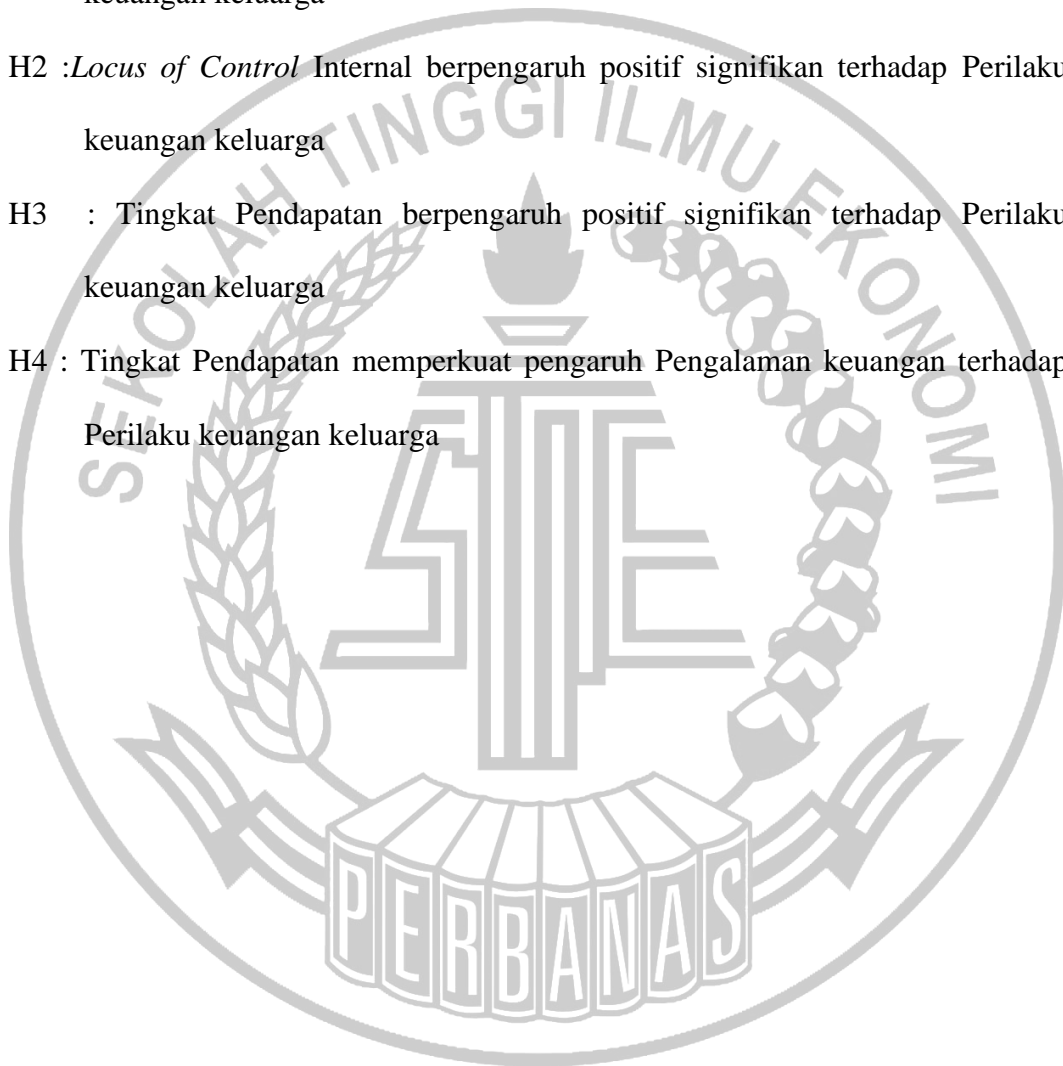 keuangan keluarga
H2 :Locus of Control Internal berpengaruh positif signifikan terhadap Perilaku
keuangan keluarga
H3 : Tingkat Pendapatan berpengaruh positif signifikan terhadap Perilaku
keuangan keluarga
H4 : Tingkat Pendapatan memperkuat pengaruh Pengalaman keuangan terhadap
Perilaku keuangan keluarga
SEKOLAH TINGGI ILMU EKONOMI
PERBANAS